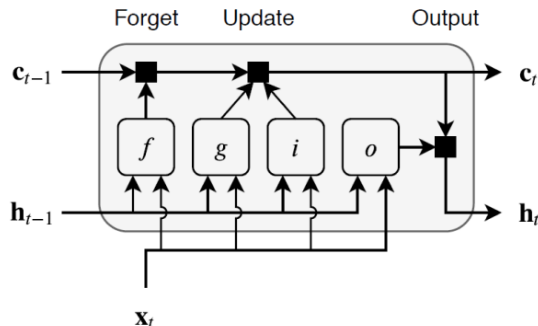 Forget Update Output
c_{t−1} c_t
f g i o
h_{t−1} h_t
x_t